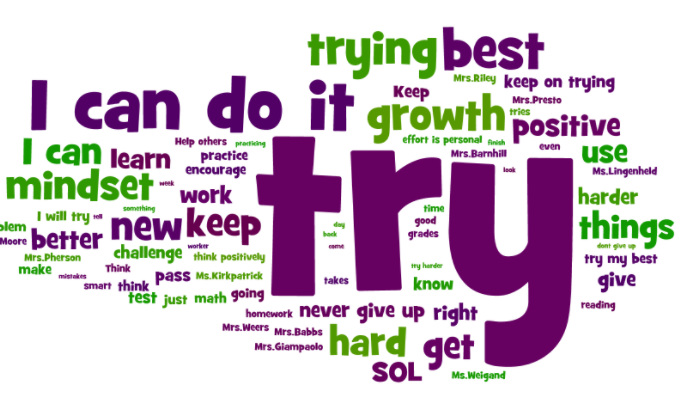 trying best
Mrs.Riley
keep on trying
I can do it
Keep
Mrs.Presto
growth
tries
positive
Help others
practicing
effort is personal
finish
even
I can
learn
practice
Mrs.Barnhill
use
encourage
look
Ms.Lingenheld
mindset
week
work
try
harder
something
I will try
tell
new
keep
time
things
olem
day
good
Moore
better
back
grades
dont give up
worker
came
Mrs.Pherson
challenge
think positively
try my best
make
Think
try harder
mistakes
pass
Ms.Kirkpatrick
takes
know
give
smart
think
test
just
math
going
reading
homework
never give up
right
Mrs.Weers
Mrs.Babbs
hard
get
Mrs.Giampaolo
SOL
Ms.Weigand